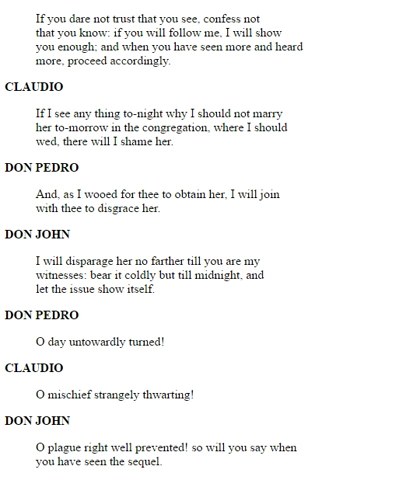 If you dare not trust that you see, confess not
that you know: if you will follow me, I will show
you enough; and when you have seen more and heard
more, proceed accordingly.
CLAUDIO
If I see any thing to-night why I should not marry
her to-morrow in the congregation, where I should
wed, there will I shame her.
DON PEDRO
And, as I wooed for thee to obtain her, I will join
with thee to disgrace her.
DON JOHN
I will disparage her no farther till you are my
witnesses: bear it coldly but till midnight, and
let the issue show itself.
DON PEDRO
O day untowardly turned!
CLAUDIO
O mischief strangely thwarting!
DON JOHN
O plague right well prevented! so will you say when
you have seen the sequel.